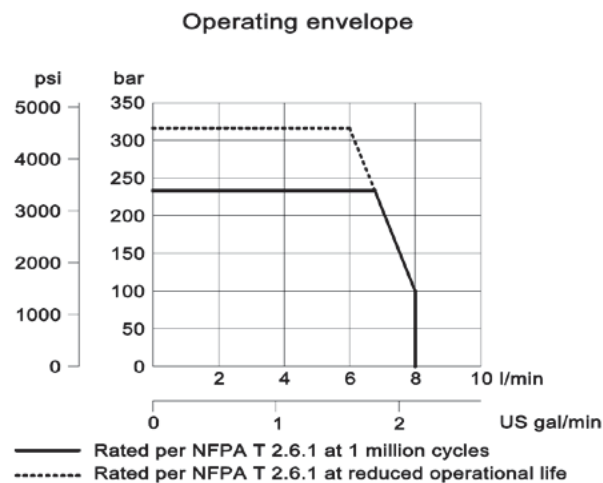 Operating envelope
psi bar
5000 350
4000 300
250
3000 200
2000 150
100
1000 50
0 0
2 4 6 8 10 l/min
0 1 2 US gal/min
Rated per NFPA T 2.6.1 at 1 million cycles
Rated per NFPA T 2.6.1 at reduced operational life